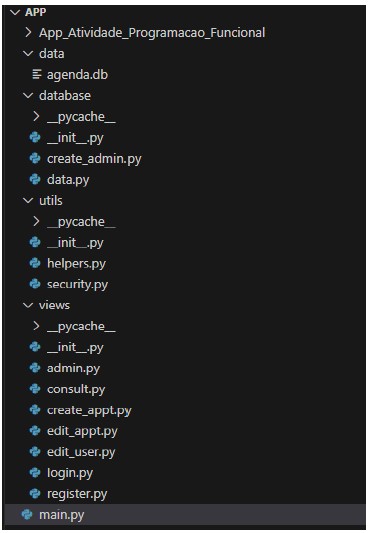 APP
App_Atividade_Programacao_Funcional
data
agenda.db
database
__pycache__
__init__.py
create_admin.py
data.py
utils
__pycache__
__init__.py
helpers.py
security.py
views
__pycache__
__init__.py
admin.py
consult.py
create_appt.py
edit_appt.py
edit_user.py
login.py
register.py
main.py